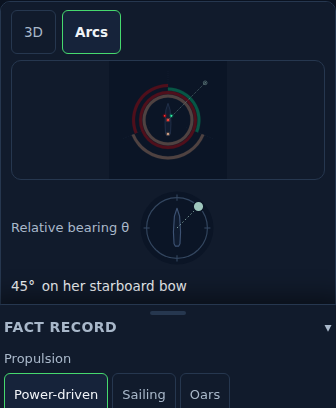 3D Arcs
Relative bearing θ
45° on her starboard bow
FACT RECORD ▼
Propulsion
Power-driven Sailing Oars